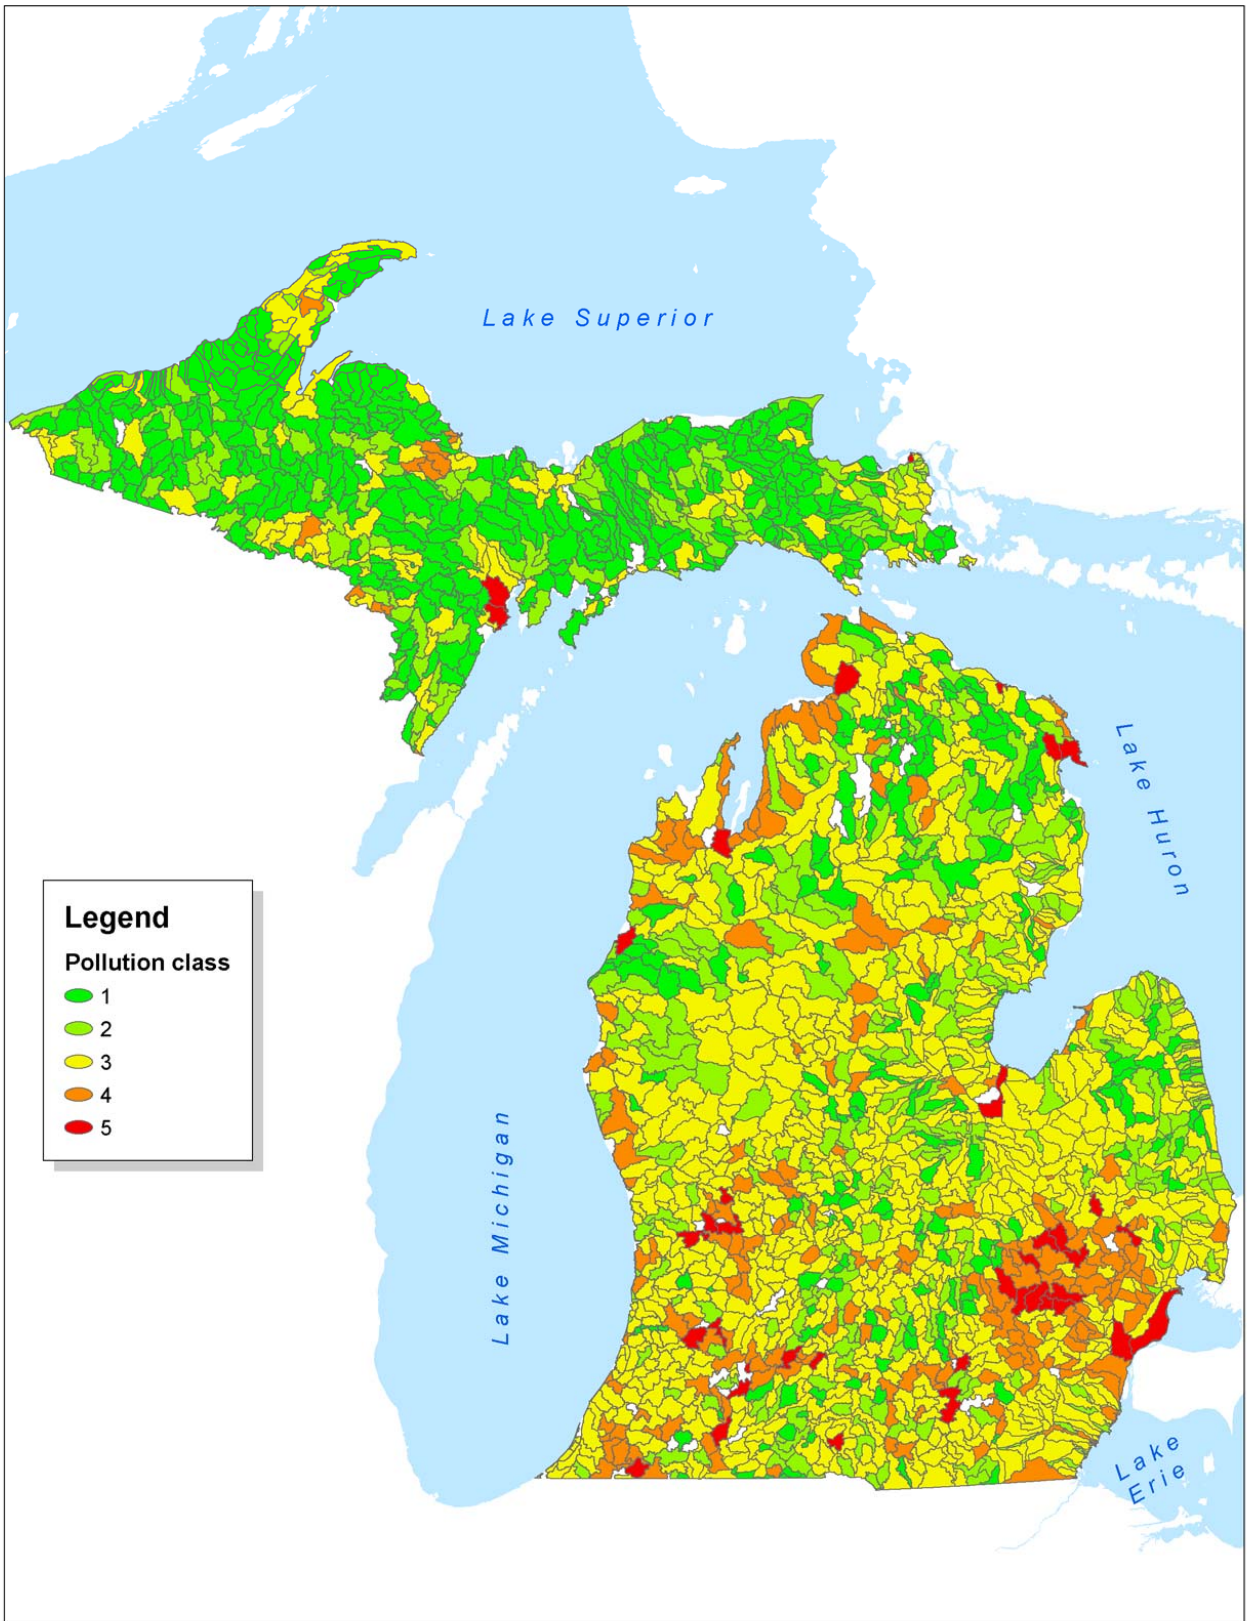 Lake Superior
Lake Huron
Legend
Pollution class
1
2
3
4
5
Lake Michigan
Lake
Erie